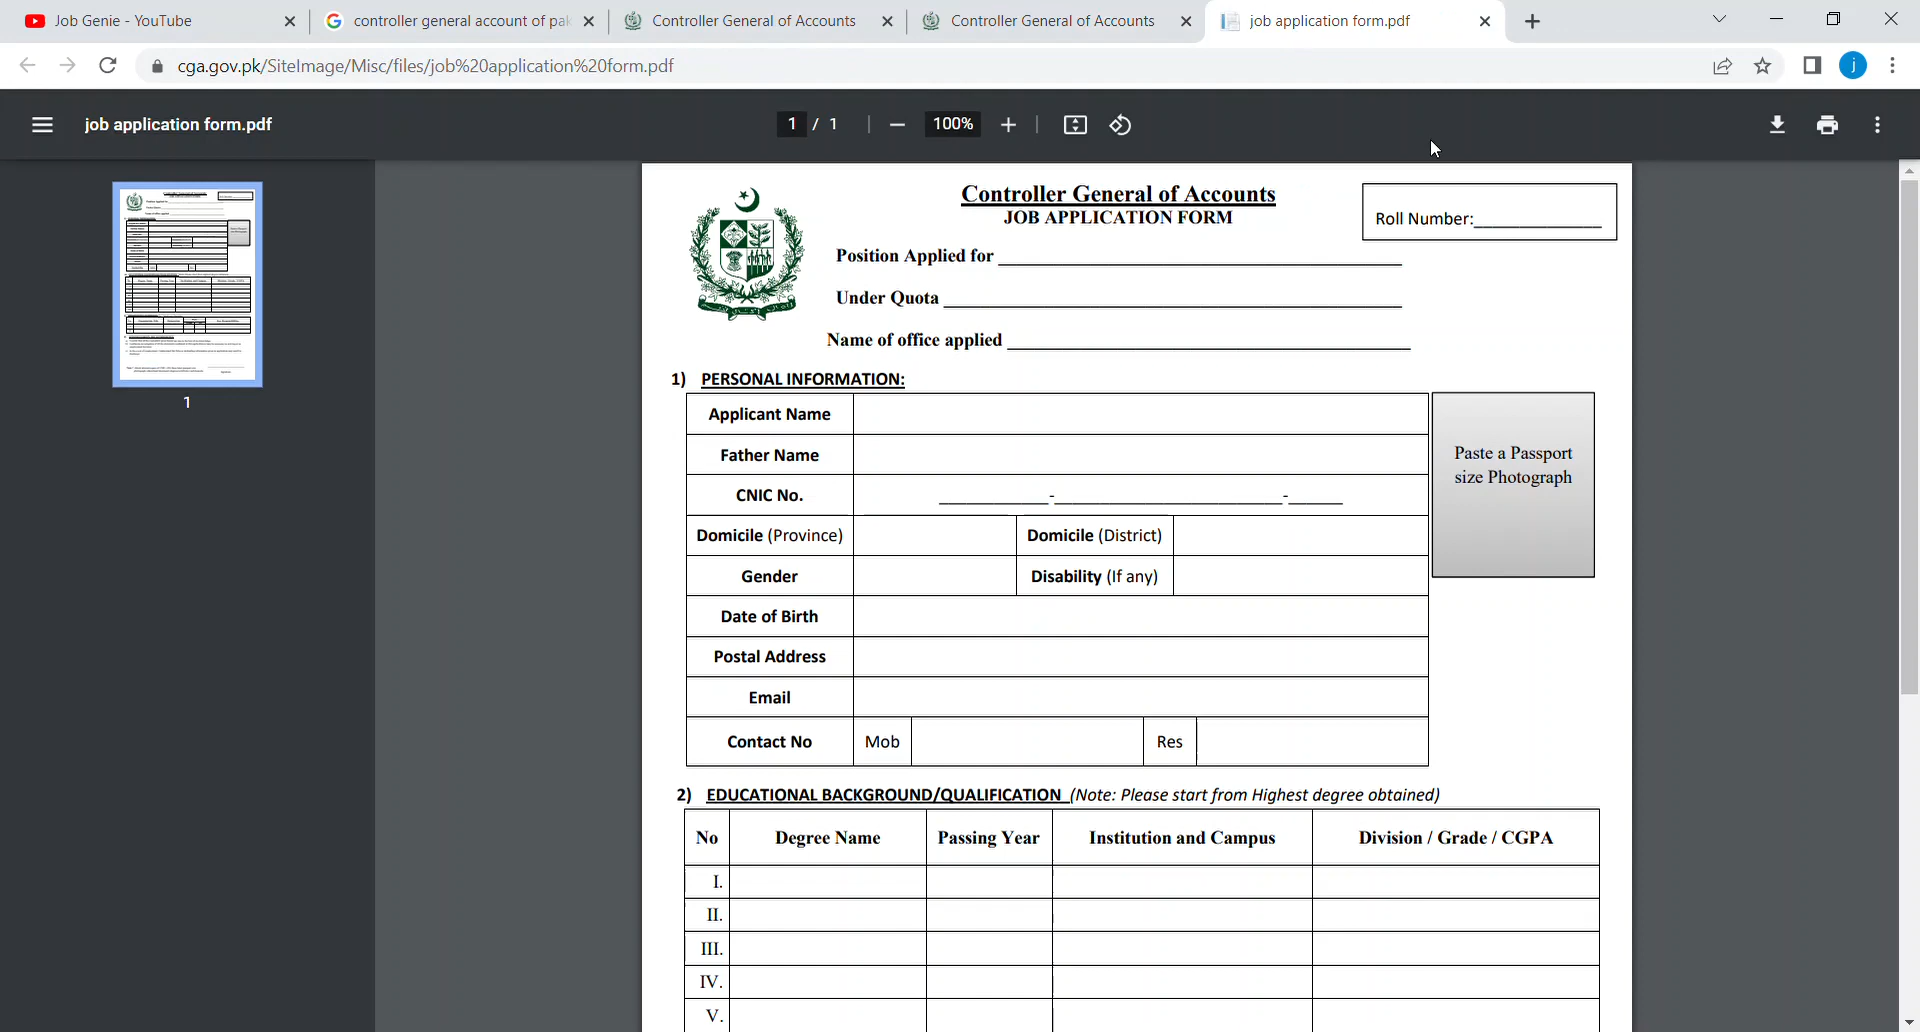 Job Genie - YouTube
controller general account of pak
Controller General of Accounts
Controller General of Accounts
job application form.pdf
cga.gov.pk/SiteImage/Misc/files/job%20application%20form.pdf
j
job application form.pdf
1 / 1
100%
1
Controller General of Accounts
JOB APPLICATION FORM
Roll Number:
Position Applied for
Under Quota
Name of office applied
1) PERSONAL INFORMATION:
Applicant Name
Paste a Passport
size Photograph
Father Name
CNIC No. - -
Domicile (Province) Domicile (District)
Gender Disability (If any)
Date of Birth
Postal Address
Email
Contact No Mob Res
2) EDUCATIONAL BACKGROUND/QUALIFICATION (Note: Please start from Highest degree obtained)
No Degree Name Passing Year Institution and Campus Division / Grade / CGPA
I.
II.
III.
IV.
V.